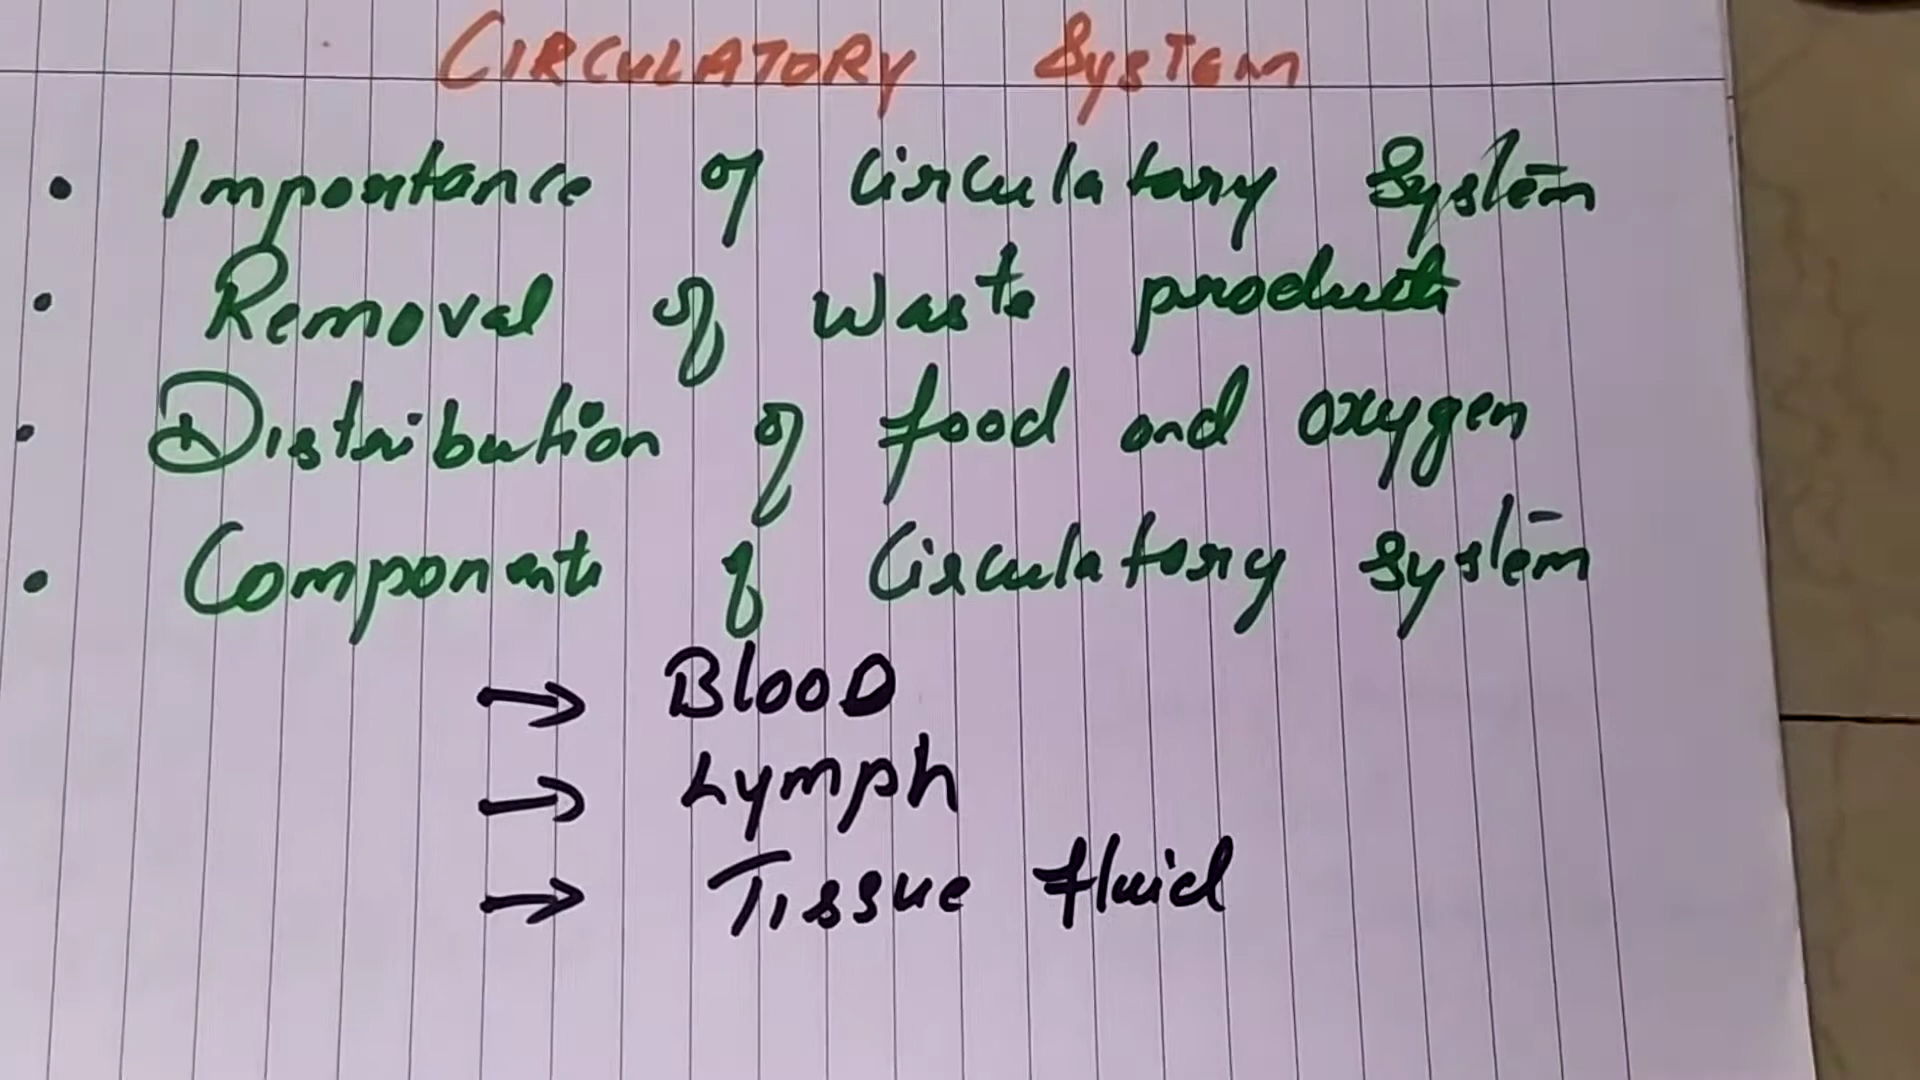 CIRCULATORY SYSTEM
• Importance of Circulatory System
• Removal of waste products
• Distribution of food and oxygen
• Components of Circulatory System
→ Blood
→ Lymph
→ Tissue fluid